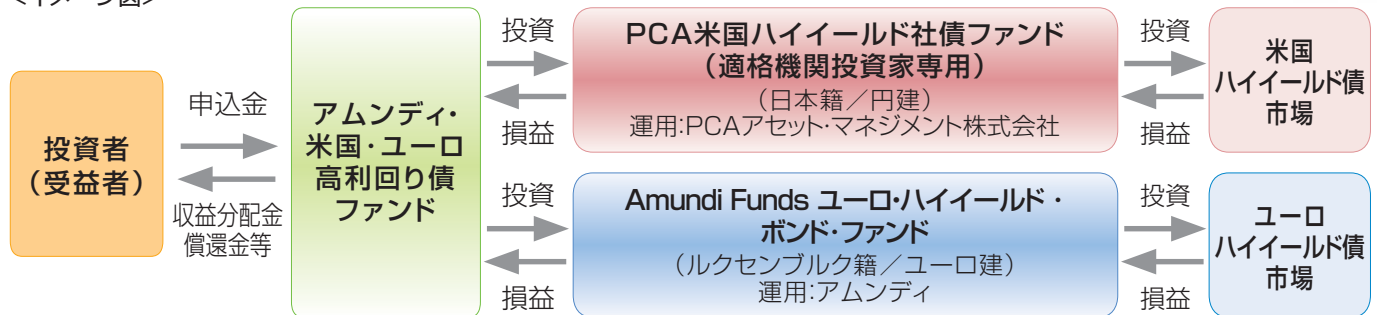 ＜イメージ図＞
投資者
（受益者）
申込金
収益分配金
償還金等
アムンディ・
米国・ユーロ
高利回り債
ファンド
投資
損益
PCA米国ハイイールド社債ファンド
（適格機関投資家専用）
（日本籍／円建）
運用:PCAアセット・マネジメント株式会社
投資
損益
米国
ハイイールド債
市場
投資
損益
Amundi Funds ユーロ・ハイイールド・
ボンド・ファンド
（ルクセンブルク籍／ユーロ建）
運用:アムンディ
投資
損益
ユーロ
ハイイールド債
市場